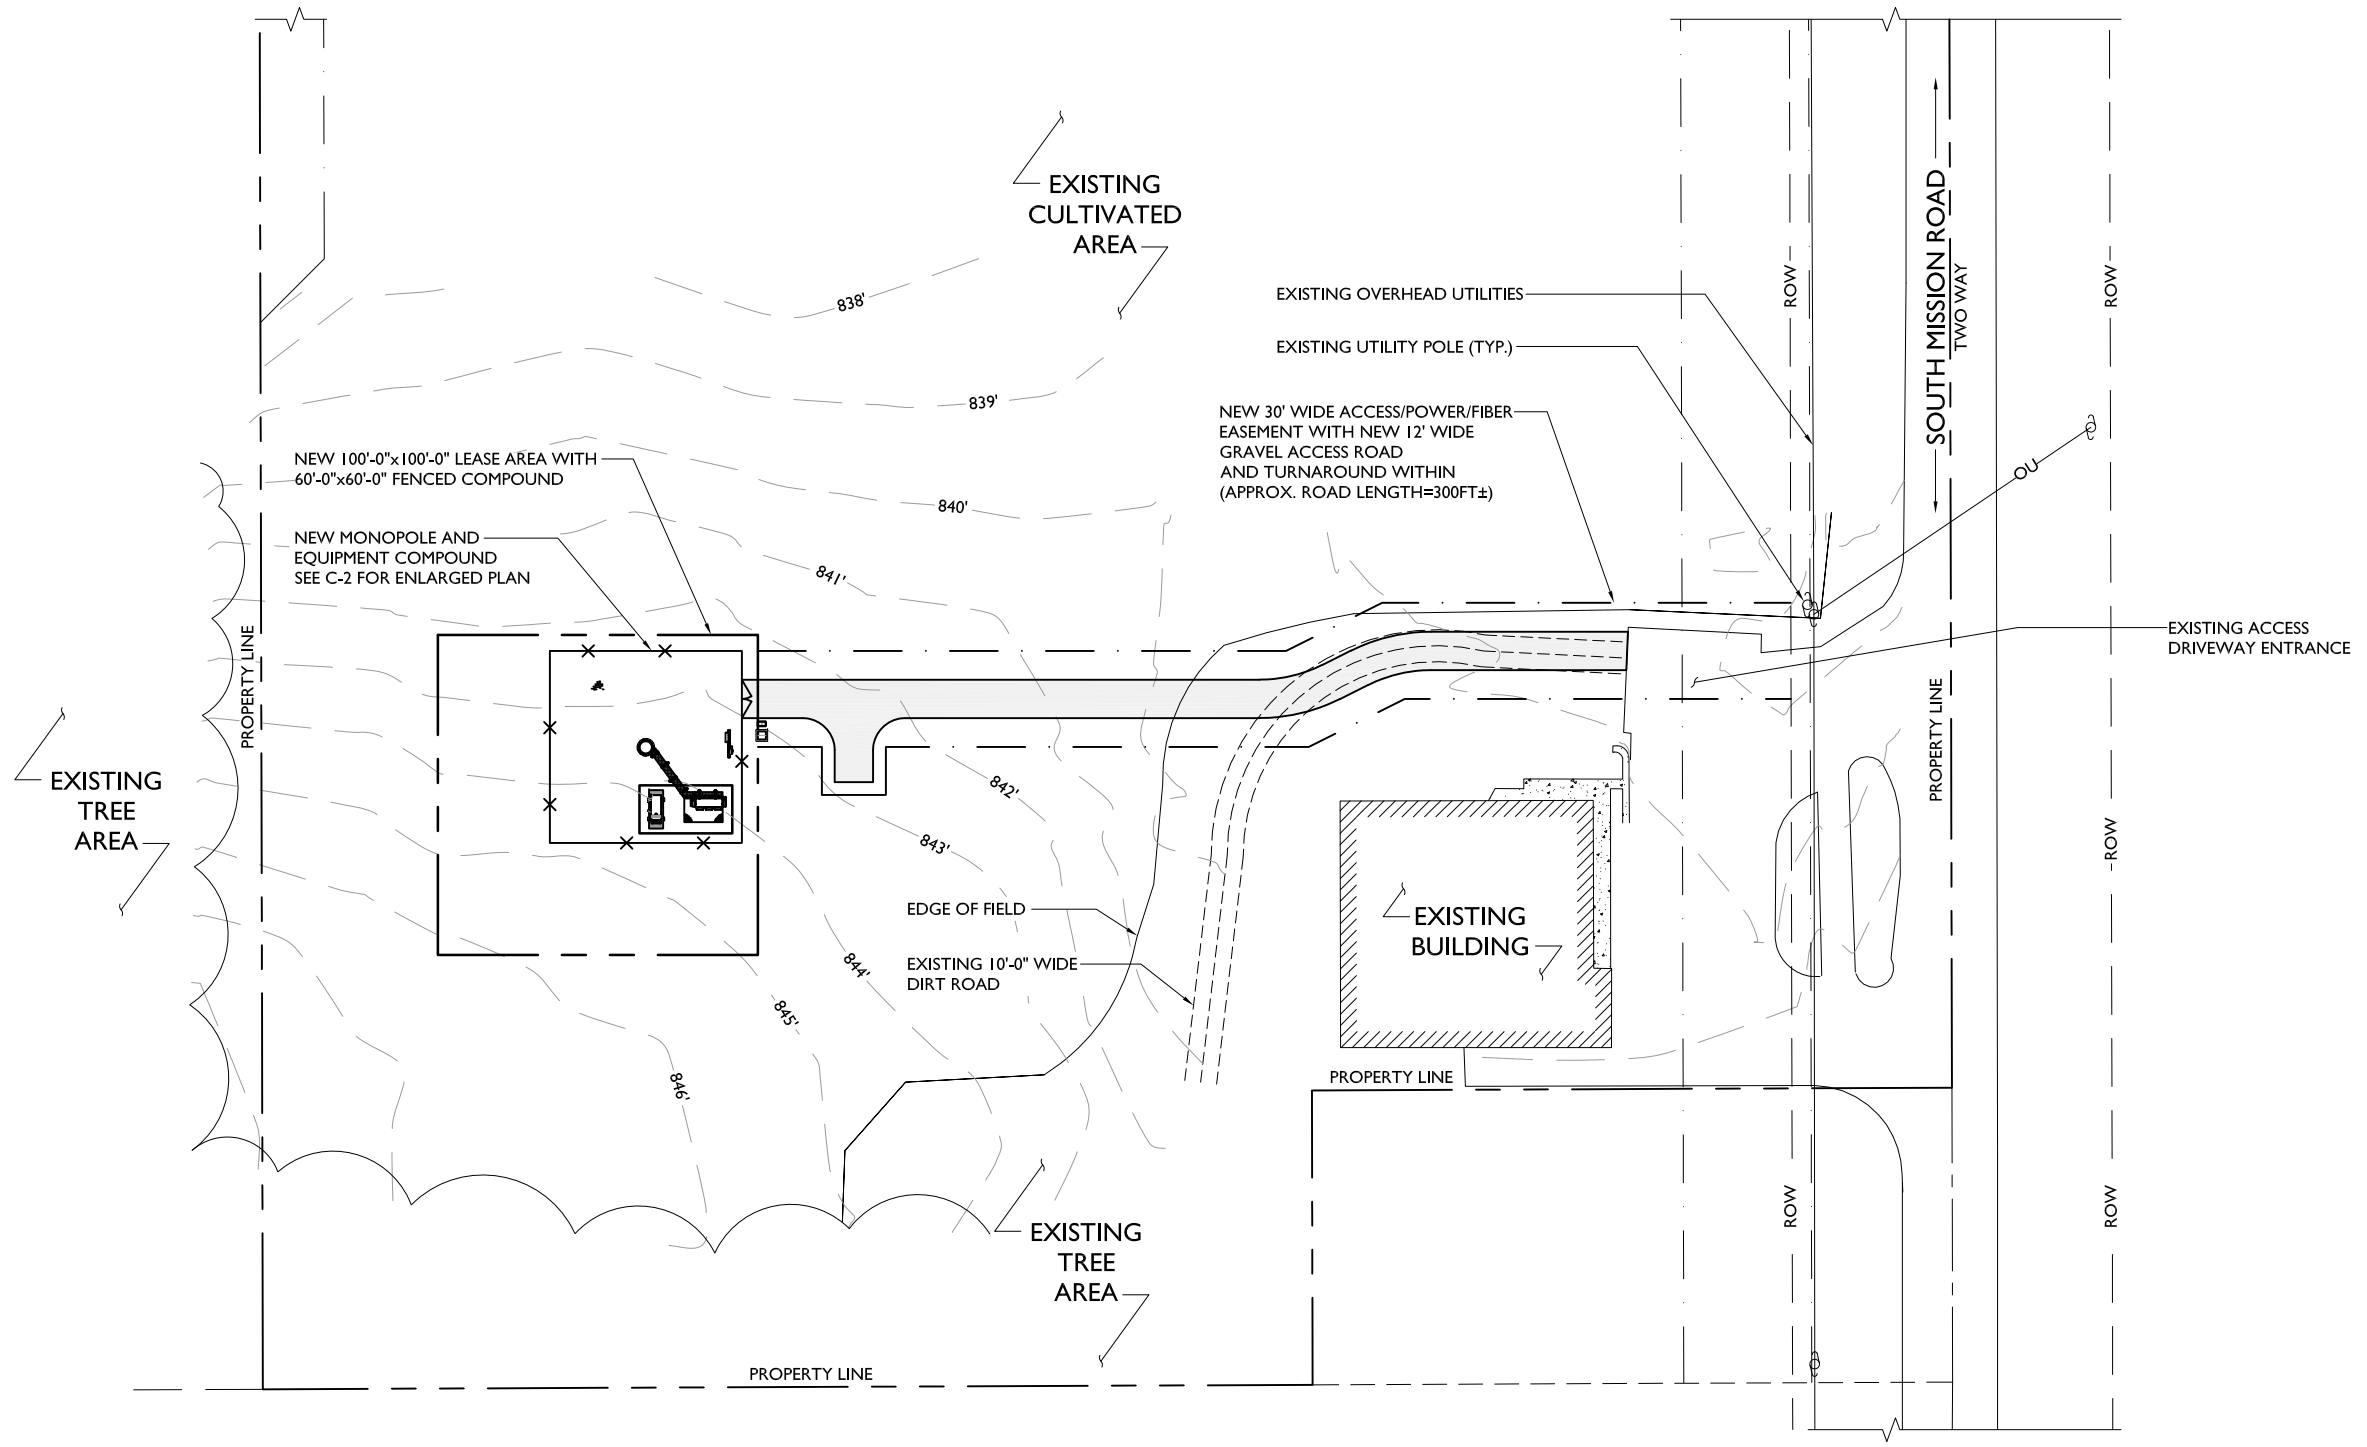 EXISTING
CULTIVATED
AREA
838'
839'
840'
841'
842'
843'
844'
845'
846'
EXISTING OVERHEAD UTILITIES
EXISTING UTILITY POLE (TYP.)
NEW 30' WIDE ACCESS/POWER/FIBER
EASEMENT WITH NEW 12' WIDE
GRAVEL ACCESS ROAD
AND TURNAROUND WITHIN
(APPROX. ROAD LENGTH=300FT±)
NEW 100'-0"x100'-0" LEASE AREA WITH
60'-0"x60'-0" FENCED COMPOUND
NEW MONOPOLE AND
EQUIPMENT COMPOUND
SEE C-2 FOR ENLARGED PLAN
ROW
SOUTH MISSION ROAD
TWO WAY
ROW
OU
EXISTING ACCESS
DRIVEWAY ENTRANCE
PROPERTY LINE
PROPERTY LINE
EXISTING
TREE
AREA
EDGE OF FIELD
EXISTING 10'-0" WIDE
DIRT ROAD
EXISTING
BUILDING
ROW
PROPERTY LINE
EXISTING
TREE
AREA
ROW
ROW
PROPERTY LINE